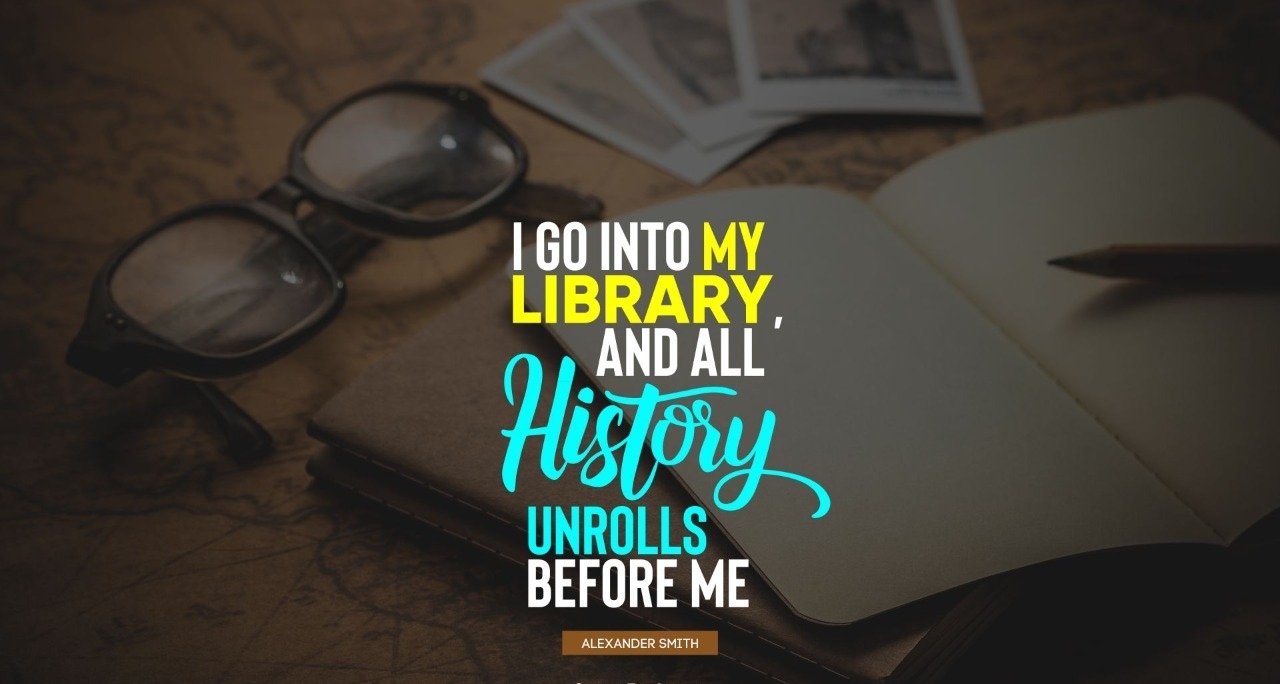 I GO INTO MY
LIBRARY,
AND ALL
History
UNROLLS
BEFORE ME
ALEXANDER SMITH